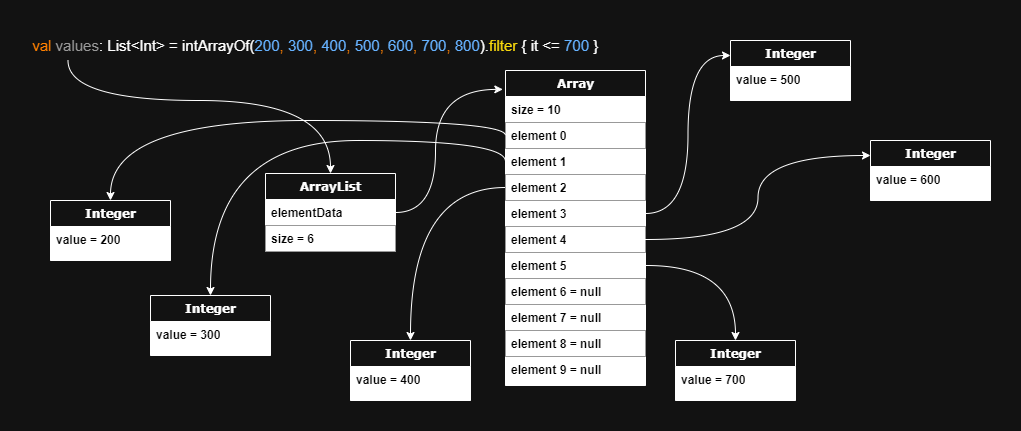 val values: List<Int> = intArrayOf(200, 300, 400, 500, 600, 700, 800).filter { it <= 700 }
Array
size = 10
element 0
element 1
element 2
element 3
element 4
element 5
element 6 = null
element 7 = null
element 8 = null
element 9 = null
ArrayList
elementData
size = 6
Integer
value = 200
Integer
value = 300
Integer
value = 400
Integer
value = 500
Integer
value = 600
Integer
value = 700